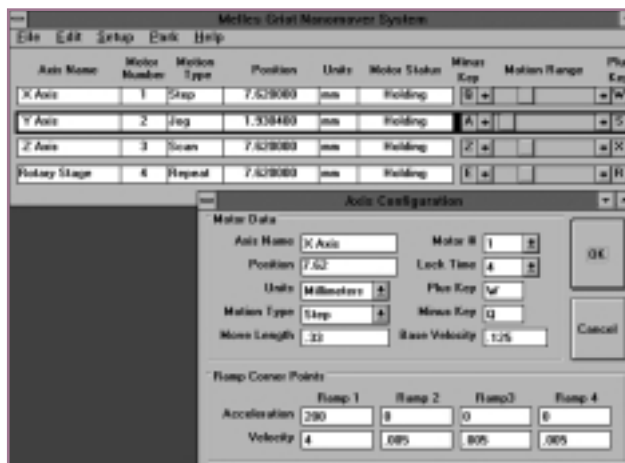 Melles Griot Nanomover System
File Edit Setup Park Help
Axis Name Motor Number Motion Type Position Units Motor Status Minus Key Motion Range Plus Key
X Axis 1 Step 7.620000 mm Holding Q W
Y Axis 2 Jog 1.930400 mm Holding A S
Z Axis 3 Scan 7.620000 mm Holding Z X
Rotary Stage 4 Repeat 7.620000 mm Holding E R
Axis Configuration
Motor Data
Axis Name X Axis Motor # 1
Position 7.62 Lock Time 4
Units Millimeters Plus Key W
Motion Type Step Minus Key Q
Move Length .33 Base Velocity .125
OK
Cancel
Ramp Corner Points
Ramp 1 Ramp 2 Ramp3 Ramp 4
Acceleration 200 0 0 0
Velocity 4 .005 .005 .005